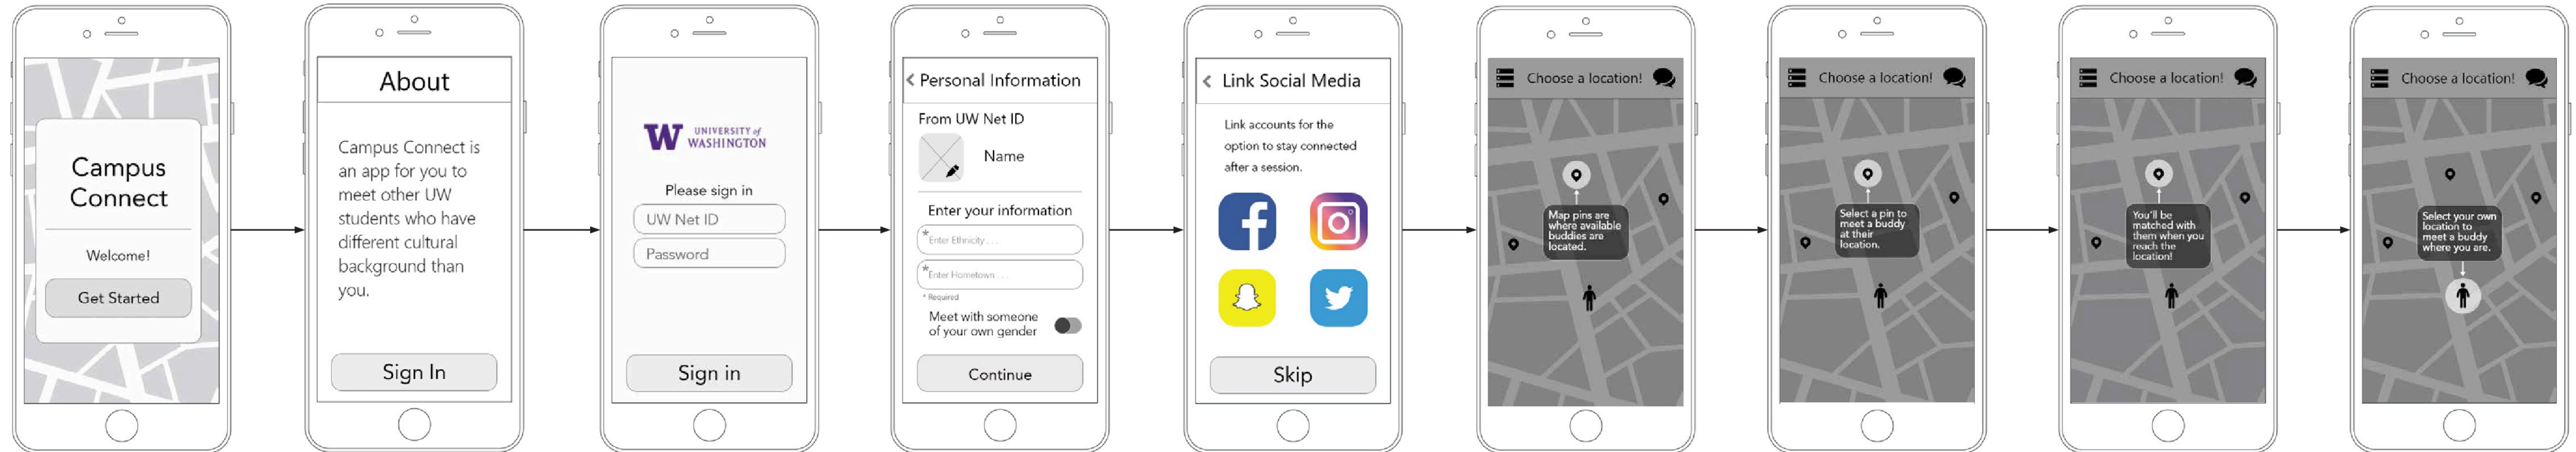 Campus
Connect
Welcome!
Get Started
About
Campus Connect is
an app for you to
meet other UW
students who have
different cultural
background than
you.
Sign In
W UNIVERSITY of
WASHINGTON
Please sign in
UW Net ID
Password
Sign in
< Personal Information
From UW Net ID
Name
Enter your information
*Enter Ethnicity . . .
*Enter Hometown . . .
* Required
Meet with someone
of your own gender
Continue
< Link Social Media
Link accounts for the
option to stay connected
after a session.
Skip
Choose a location!
Map pins are
where available
buddies are
located.
Choose a location!
Select a pin to
meet a buddy
at their
location.
Choose a location!
You'll be
matched with
them when you
reach the
location!
Choose a location!
Select your own
location to
meet a buddy
where you are.